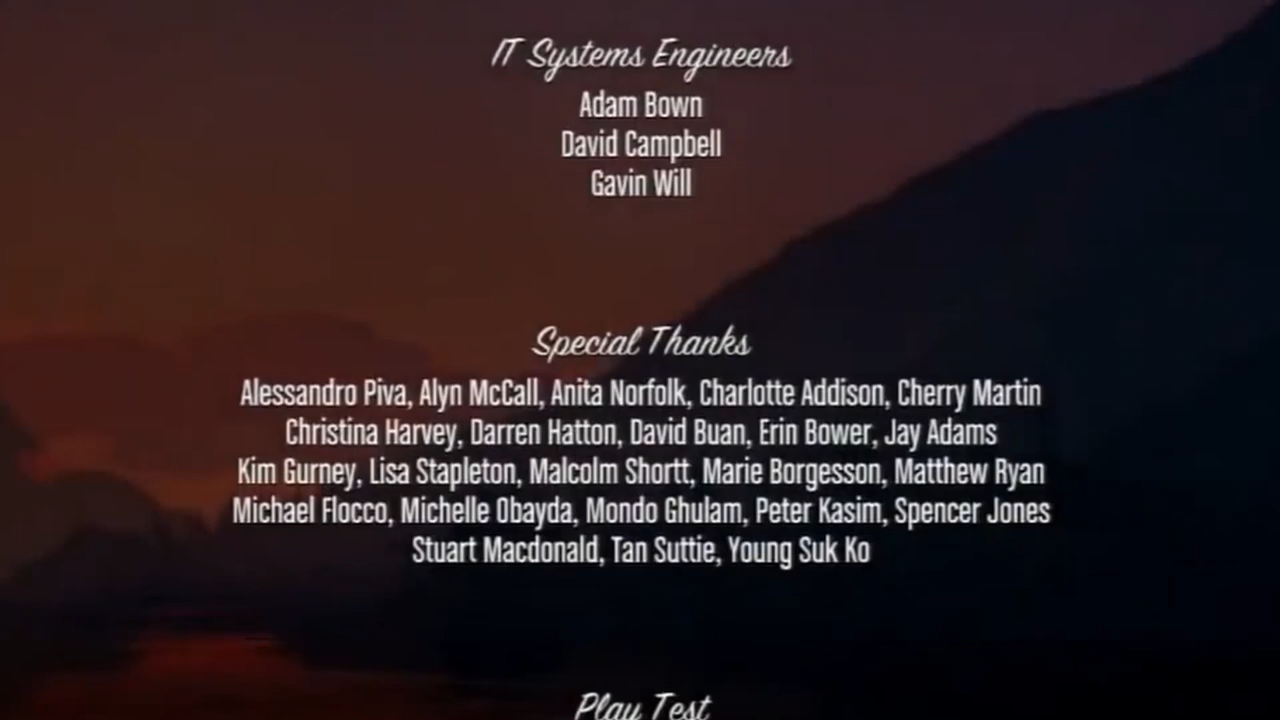 IT Systems Engineers
Adam Bown
David Campbell
Gavin Will
Special Thanks
Alessandro Piva, Alyn McCall, Anita Norfolk, Charlotte Addison, Cherry Martin
Christina Harvey, Darren Hatton, David Buan, Erin Bower, Jay Adams
Kim Gurney, Lisa Stapleton, Malcolm Shortt, Marie Borgesson, Matthew Ryan
Michael Flocco, Michelle Obayda, Mondo Ghulam, Peter Kasim, Spencer Jones
Stuart Macdonald, Tan Suttie, Young Suk Ko
Play Test